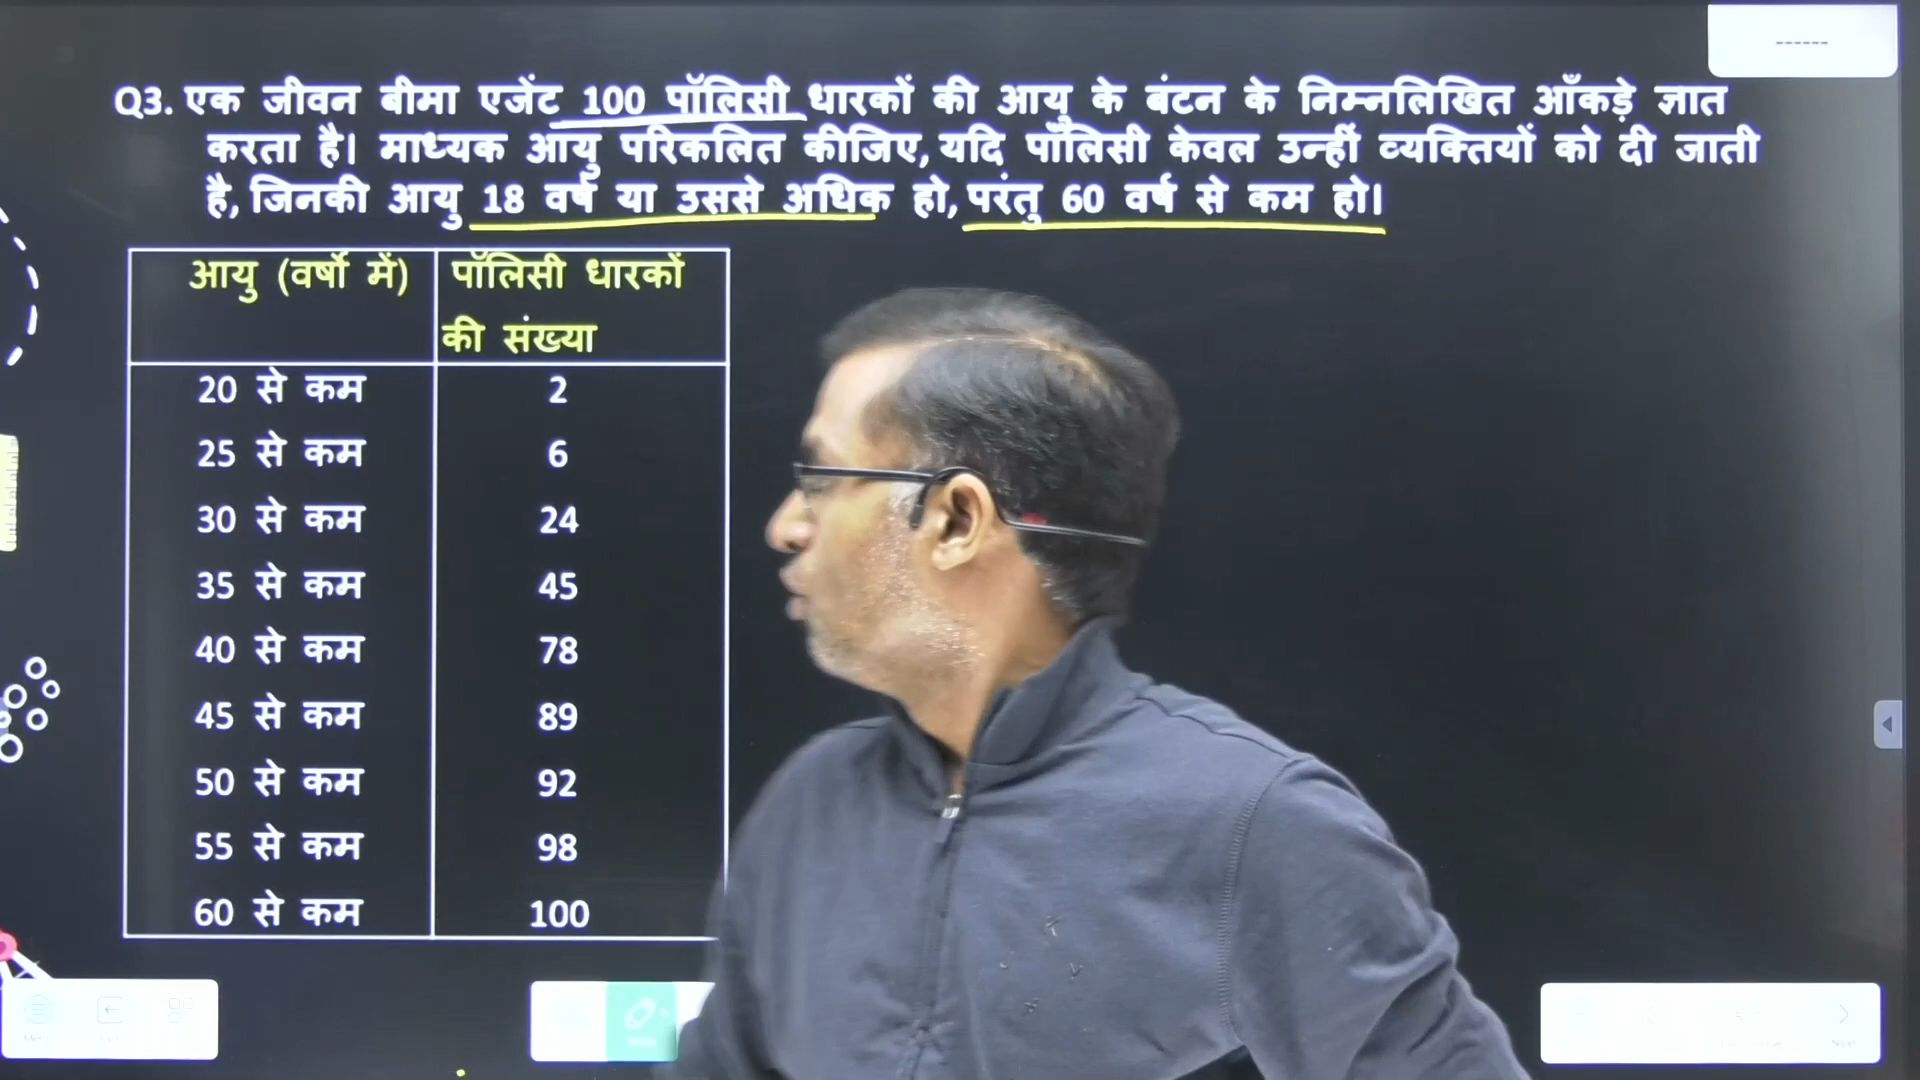 Q3. एक जीवन बीमा एजेंट 100 पॉलिसी धारकों की आयु के बंटन के निम्नलिखित आँकड़े ज्ञात
करता है। माध्यक आयु परिकलित कीजिए, यदि पॉलिसी केवल उन्हीं व्यक्तियों को दी जाती
है, जिनकी आयु 18 वर्ष या उससे अधिक हो, परंतु 60 वर्ष से कम हो।
आयु (वर्षो में) पॉलिसी धारकों
की संख्या
20 से कम 2
25 से कम 6
30 से कम 24
35 से कम 45
40 से कम 78
45 से कम 89
50 से कम 92
55 से कम 98
60 से कम 100